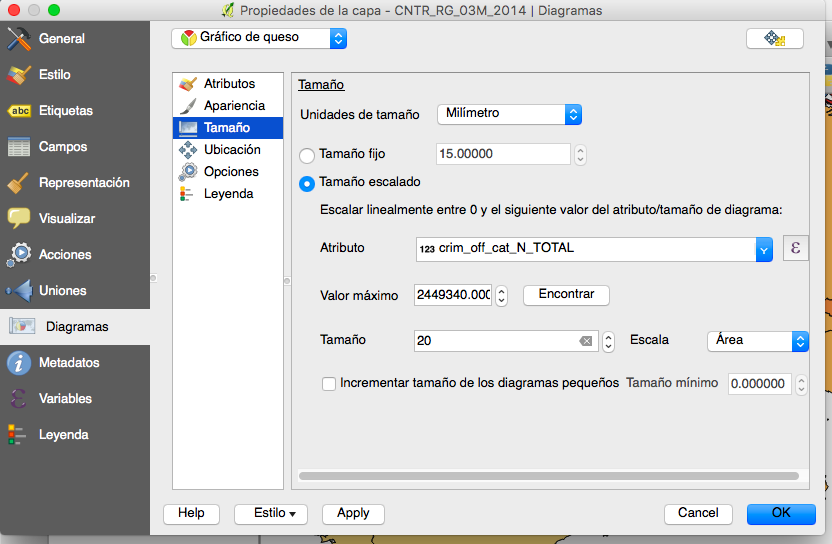 Propiedades de la capa - CNTR_RG_03M_2014 | Diagramas
General
Estilo
abc Etiquetas
Campos
Representación
Visualizar
Acciones
Uniones
Diagramas
Metadatos
Variables
Leyenda
Gráfico de queso
Atributos
Apariencia
Tamaño
Ubicación
Opciones
Leyenda
Tamaño
Unidades de tamaño Milímetro
Tamaño fijo 15.00000
Tamaño escalado
Escalar linealmente entre 0 y el siguiente valor del atributo/tamaño de diagrama:
Atributo 123 crim_off_cat_N_TOTAL ε
Valor máximo 2449340.000 Encontrar
Tamaño 20 Escala Área
Incrementar tamaño de los diagramas pequeños Tamaño mínimo 0.000000
Help Estilo Apply Cancel OK